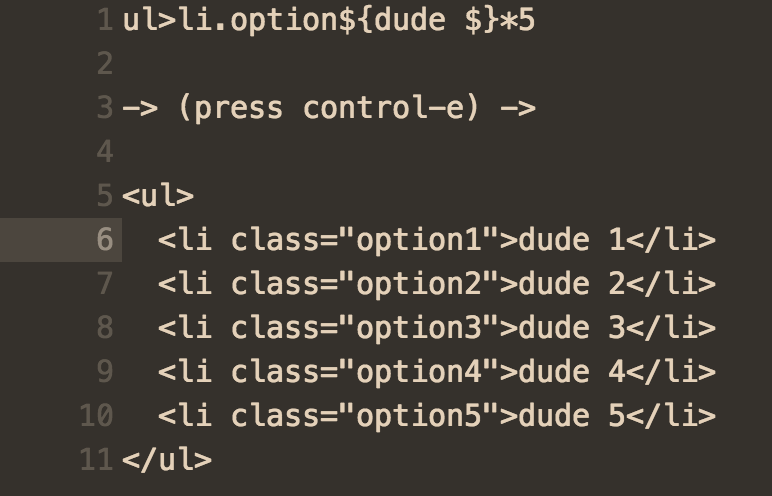 1 ul>li.option${dude $}*5
2
3 -> (press control-e) ->
4
5 <ul>
6   <li class="option1">dude 1</li>
7   <li class="option2">dude 2</li>
8   <li class="option3">dude 3</li>
9   <li class="option4">dude 4</li>
10   <li class="option5">dude 5</li>
11 </ul>